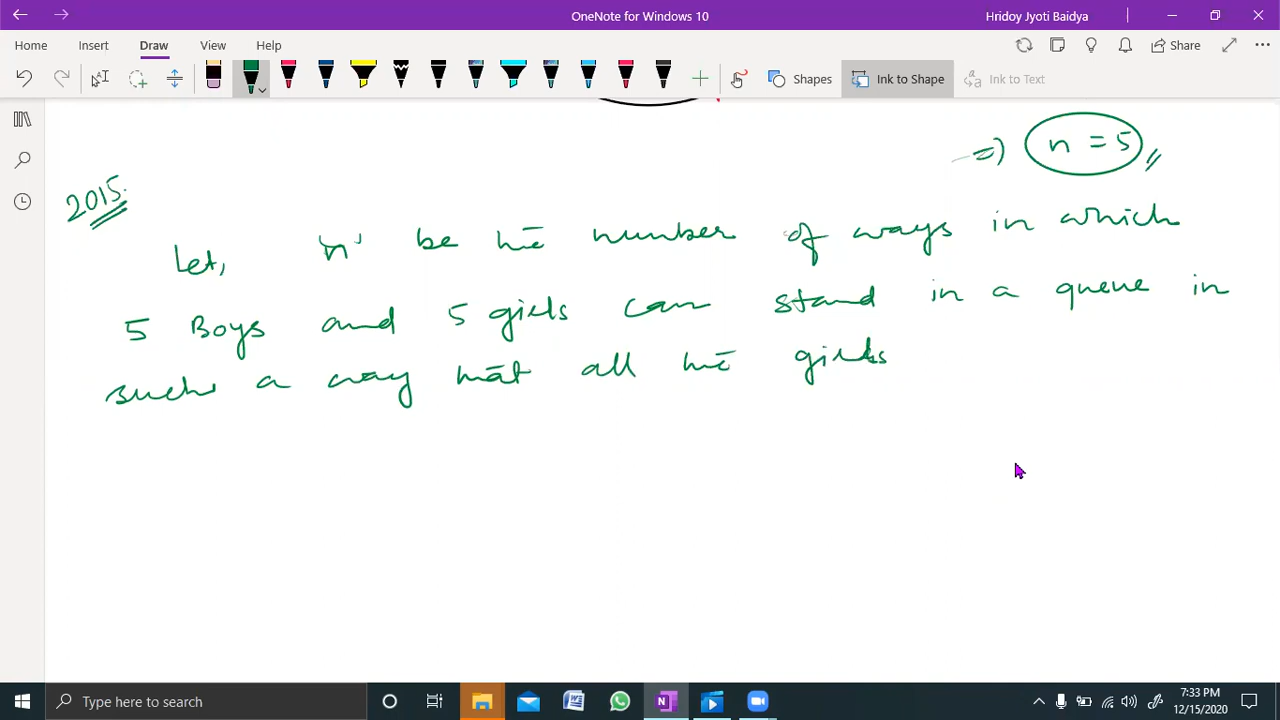 OneNote for Windows 10
Hridoy Jyoti Baidya
Home Insert Draw View Help
Share
Shapes
Ink to Shape
Ink to Text
=) n = 5
2015.
Let, 'n' be the number of ways in which
5 Boys and 5 girls can stand in a queue in
such a way that all the girls
Type here to search
7:33 PM
12/15/2020